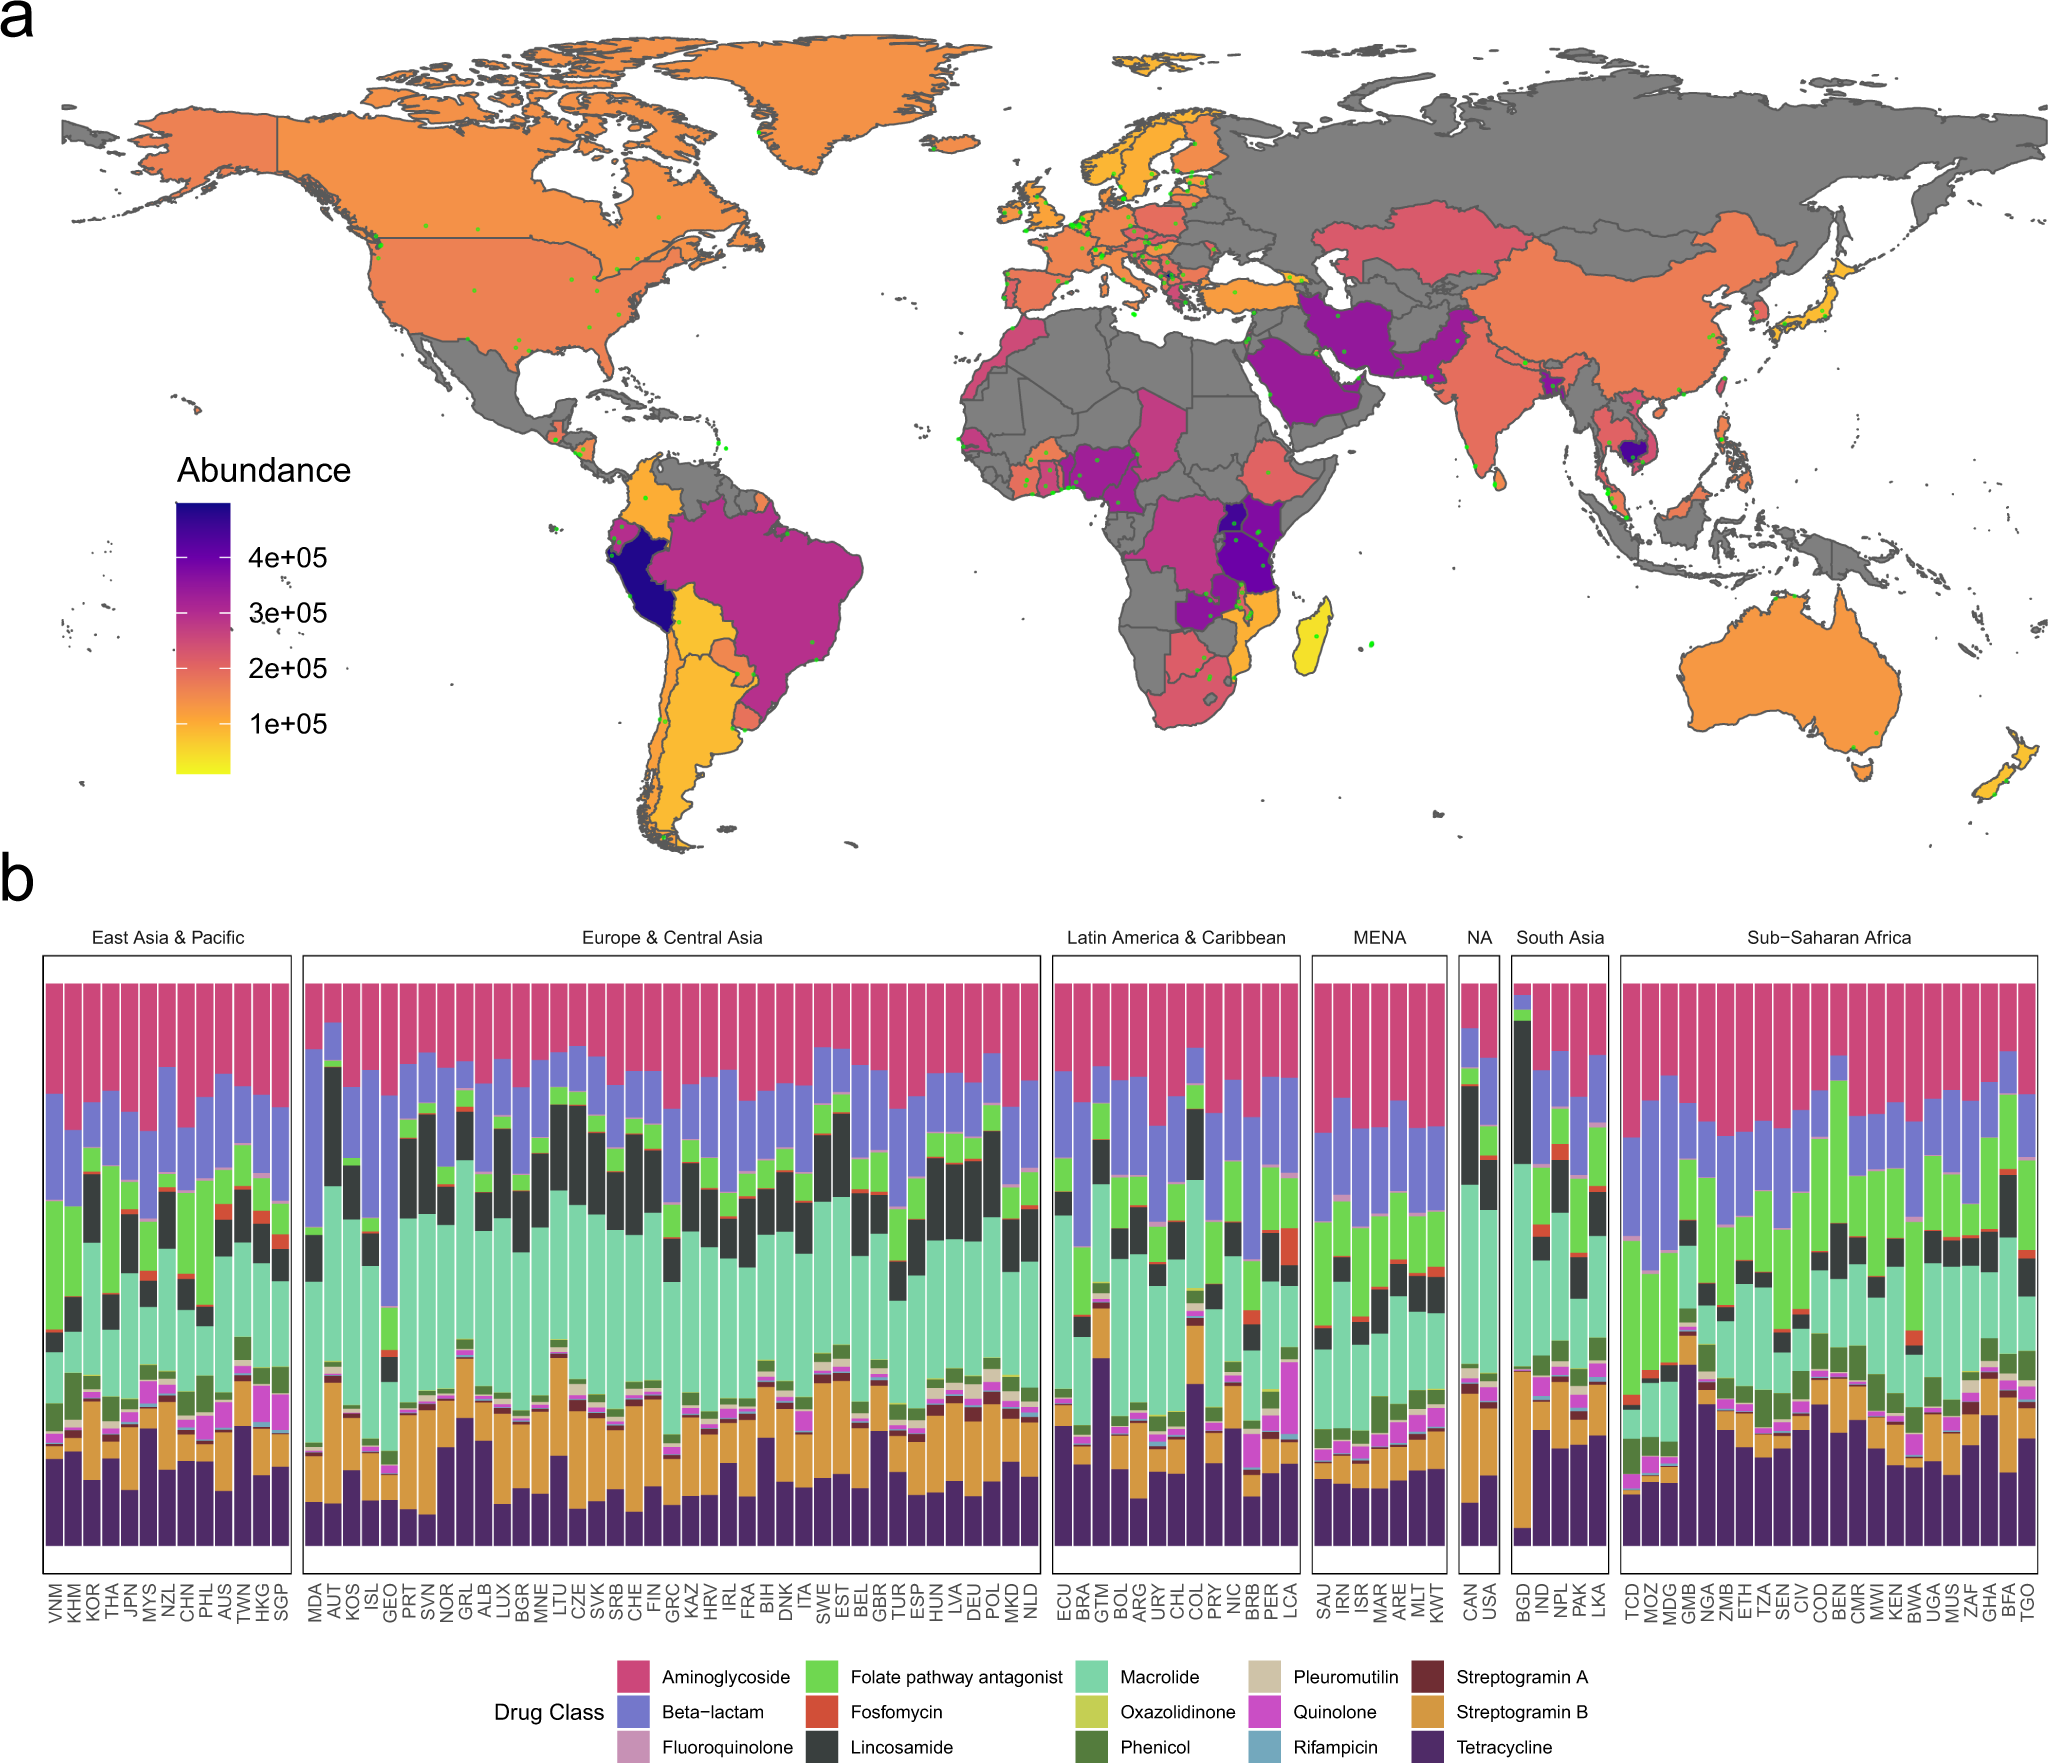 a
Abundance
4e+05
3e+05
2e+05
1e+05
b
East Asia & Pacific Europe & Central Asia Latin America & Caribbean MENA NA South Asia Sub−Saharan Africa
VNM KHM KOR THA JPN MYS NZL CHN PHL AUS TWN HKG SGP MDA AUT KOS ISL GEO PRT SVN NOR GRL ALB LUX BGR MNE LTU CZE SVK SRB CHE FIN GRC KAZ HRV IRL FRA BIH DNK ITA SWE EST BEL GBR TUR ESP HUN LVA DEU POL MKD NLD ECU BRA GTM BOL ARG URY CHL COL PRY NIC BRB PER LCA SAU IRN ISR MAR ARE MLT KWT CAN USA BGD IND NPL PAK LKA TCD MOZ MDG GMB NGA ZMB ETH TZA SEN CIV COD BEN CMR MWI KEN BWA UGA MUS ZAF GHA BFA TGO
Aminoglycoside Folate pathway antagonist Macrolide Pleuromutilin Streptogramin A
Drug Class Beta−lactam Fosfomycin Oxazolidinone Quinolone Streptogramin B
Fluoroquinolone Lincosamide Phenicol Rifampicin Tetracycline